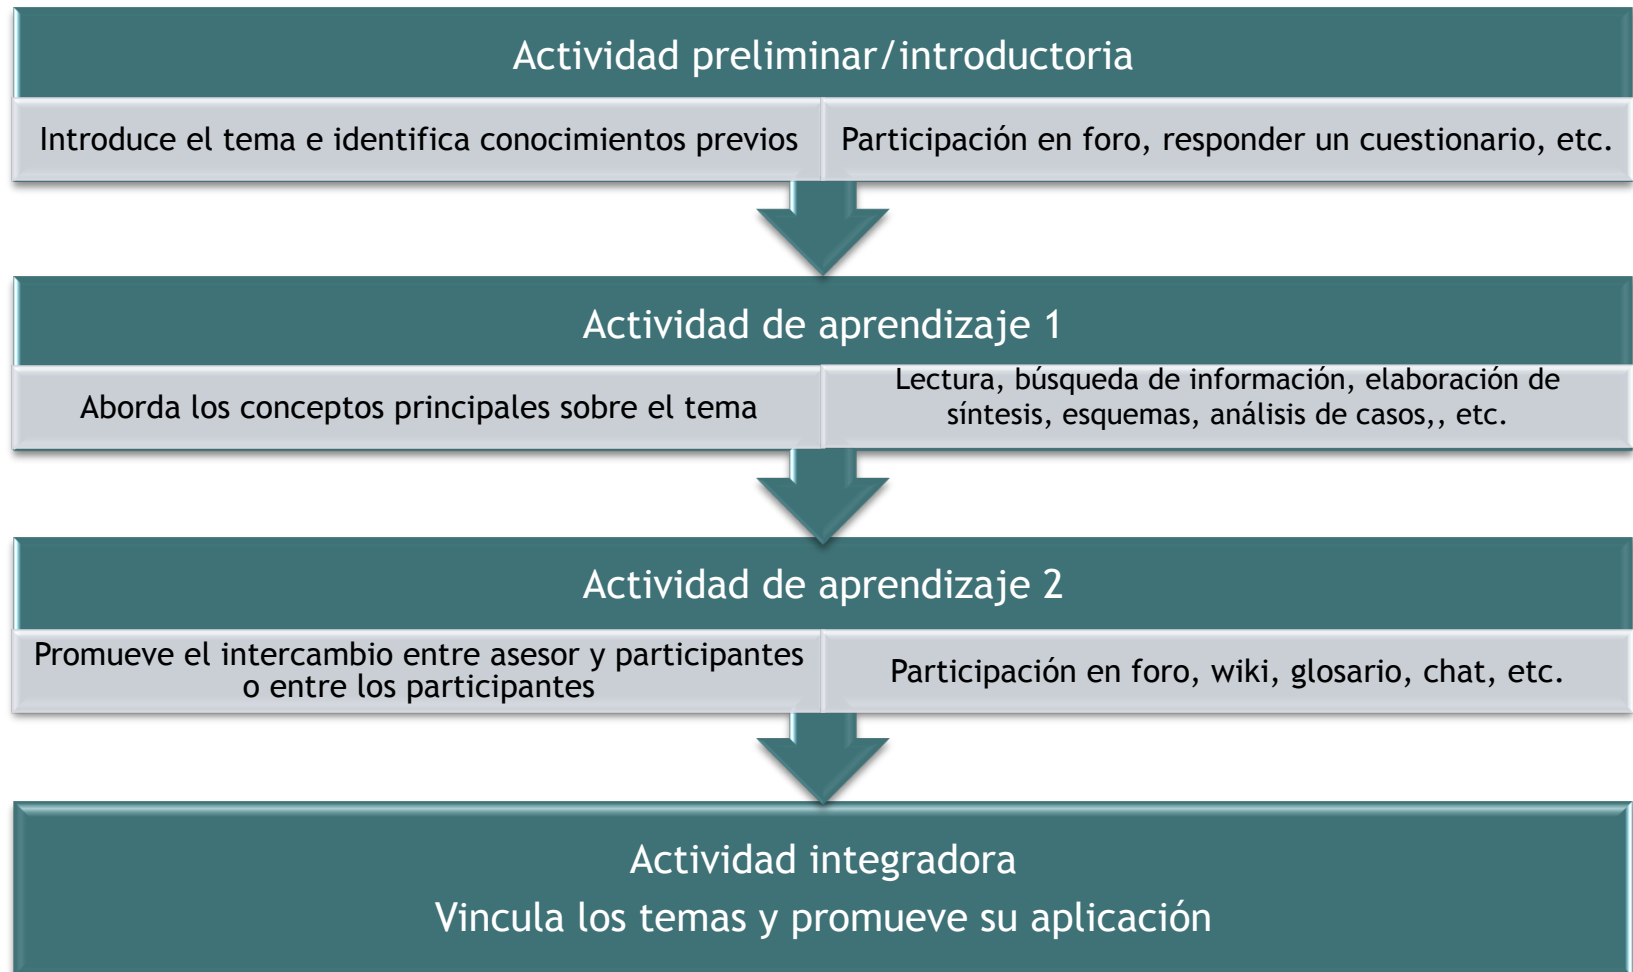 Actividad preliminar/introductoria
Introduce el tema e identifica conocimientos previos
Participación en foro, responder un cuestionario, etc.
Actividad de aprendizaje 1
Aborda los conceptos principales sobre el tema
Lectura, búsqueda de información, elaboración de
síntesis, esquemas, análisis de casos,, etc.
Actividad de aprendizaje 2
Promueve el intercambio entre asesor y participantes
o entre los participantes
Participación en foro, wiki, glosario, chat, etc.
Actividad integradora
Vincula los temas y promueve su aplicación